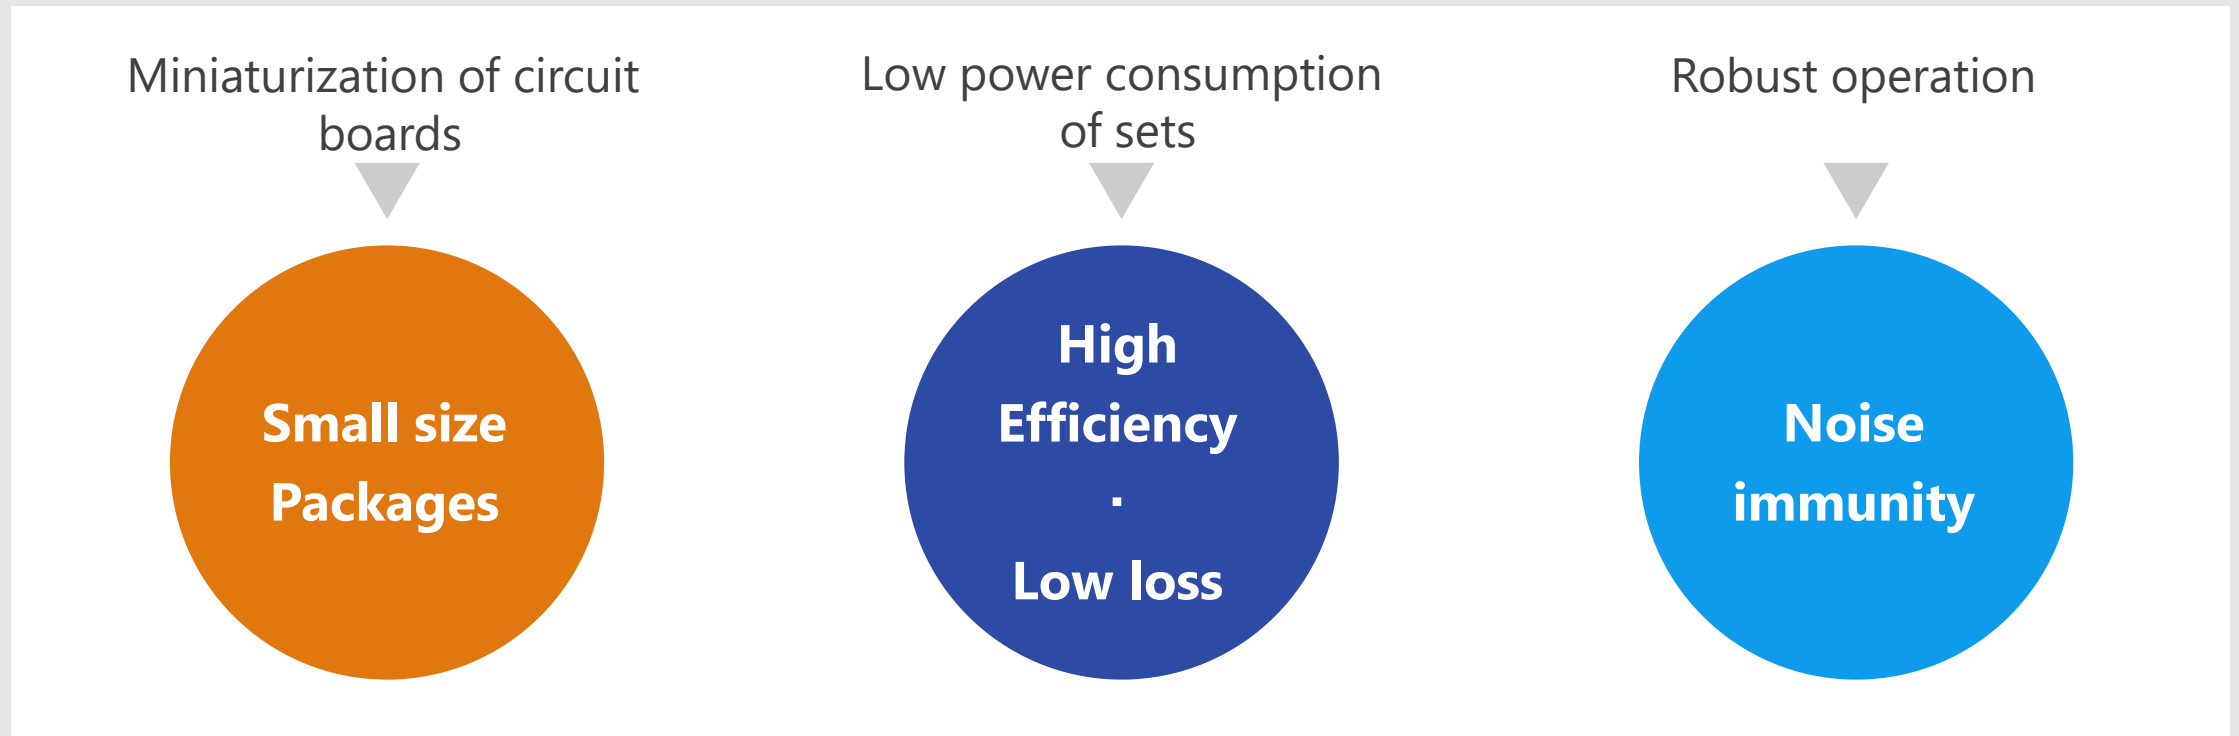 Miniaturization of circuit
boards
Low power consumption
of sets
Robust operation
Small size
Packages
High
Efficiency
·
Low loss
Noise
immunity